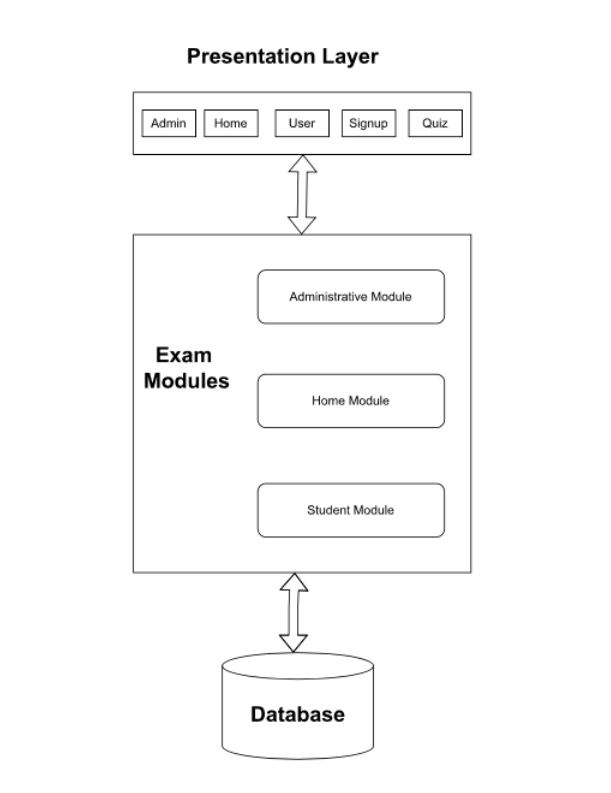 Presentation Layer
Admin Home User Signup Quiz
Administrative Module
Exam
Modules
Home Module
Student Module
Database